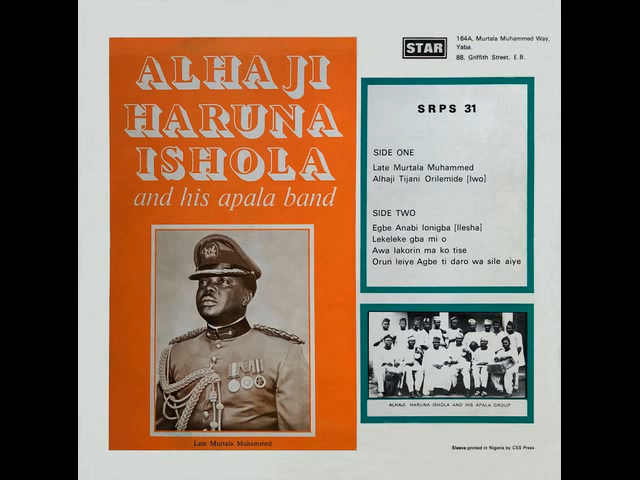 ALHAJI
HARUNA
ISHOLA
and his apala band
Late Murtala Muhammed
STAR
164A, Murtala Muhammed Way,
Yaba.
88, Griffith Street, E.B.
SRPS 31
SIDE ONE
Late Murtala Muhammed
Alhaji Tijani Orilemide [Iwo]
SIDE TWO
Egbe Anabi lonigba [Ilesha]
Lekeleke gba mi o
Awa lakorin ma ko tise
Orun leiye Agbe ti daro wa sile aiye
ALHAJI HARUNA ISHOLA AND HIS APALA GROUP
Sleeve printed in Nigeria by CSS Press